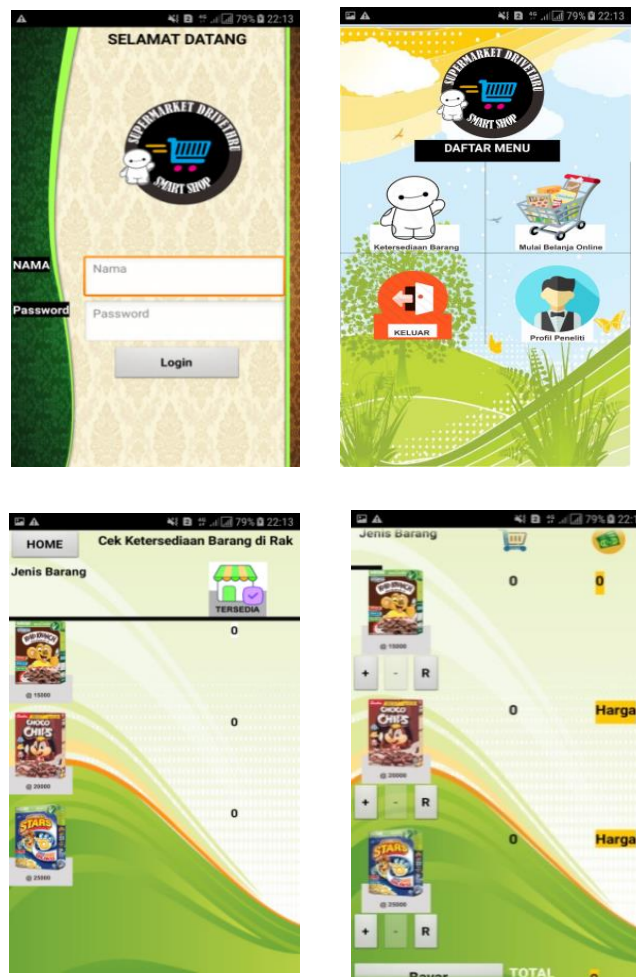 22:13
79%
SELAMAT DATANG
SUPERMARKET DRIVETHRU
SMART SHOP
NAMA
Nama
Password
Password
Login
79% 22:13
SUPERMARKET DRIVETHRU
SMART SHOP
DAFTAR MENU
Ketersediaan Barang
Mutai Belanja Online
KELUAR
Profil Peneliti
79% 22:13
HOME
Cek Ketersediaan Barang di Rak
Jenis Barang
TERSEDIA
0
@ 15000
CHOCO
CHIPS
0
@ 20000
STARS
0
@ 25000
79% 22:13
Jenis Barang
0 0
@ 15000
+ - R
CHOCO
CHIPS
0 Harga
+ - R
STARS
0 Harga
@ 25000
+ - R
Bayar
TOTAL